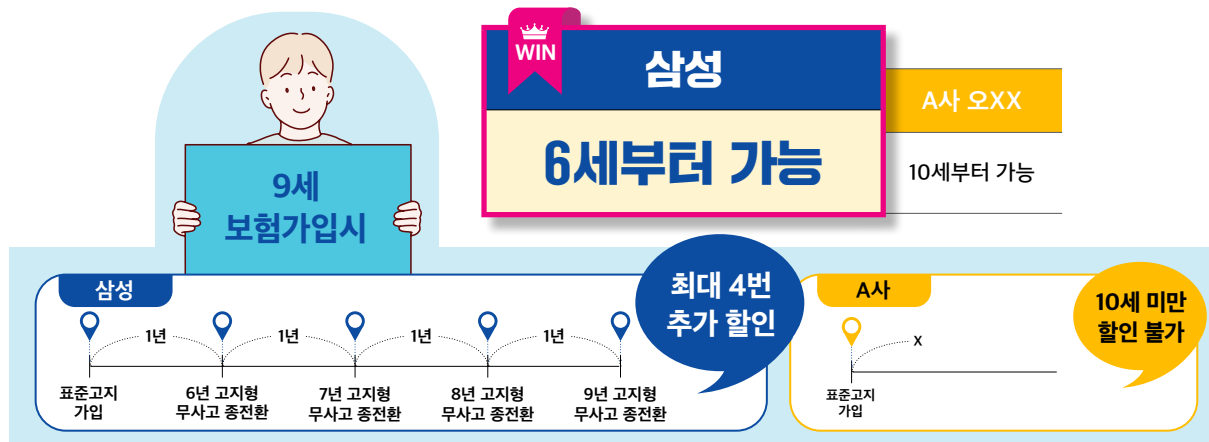 WIN
삼성
6세부터 가능
A사 오XX
10세부터 가능
9세
보험가입시
삼성
최대 4번
추가 할인
1년
1년
1년
1년
표준고지
가입
6년 고지형
무사고 종전환
7년 고지형
무사고 종전환
8년 고지형
무사고 종전환
9년 고지형
무사고 종전환
A사
10세 미만
할인 불가
x
표준고지
가입